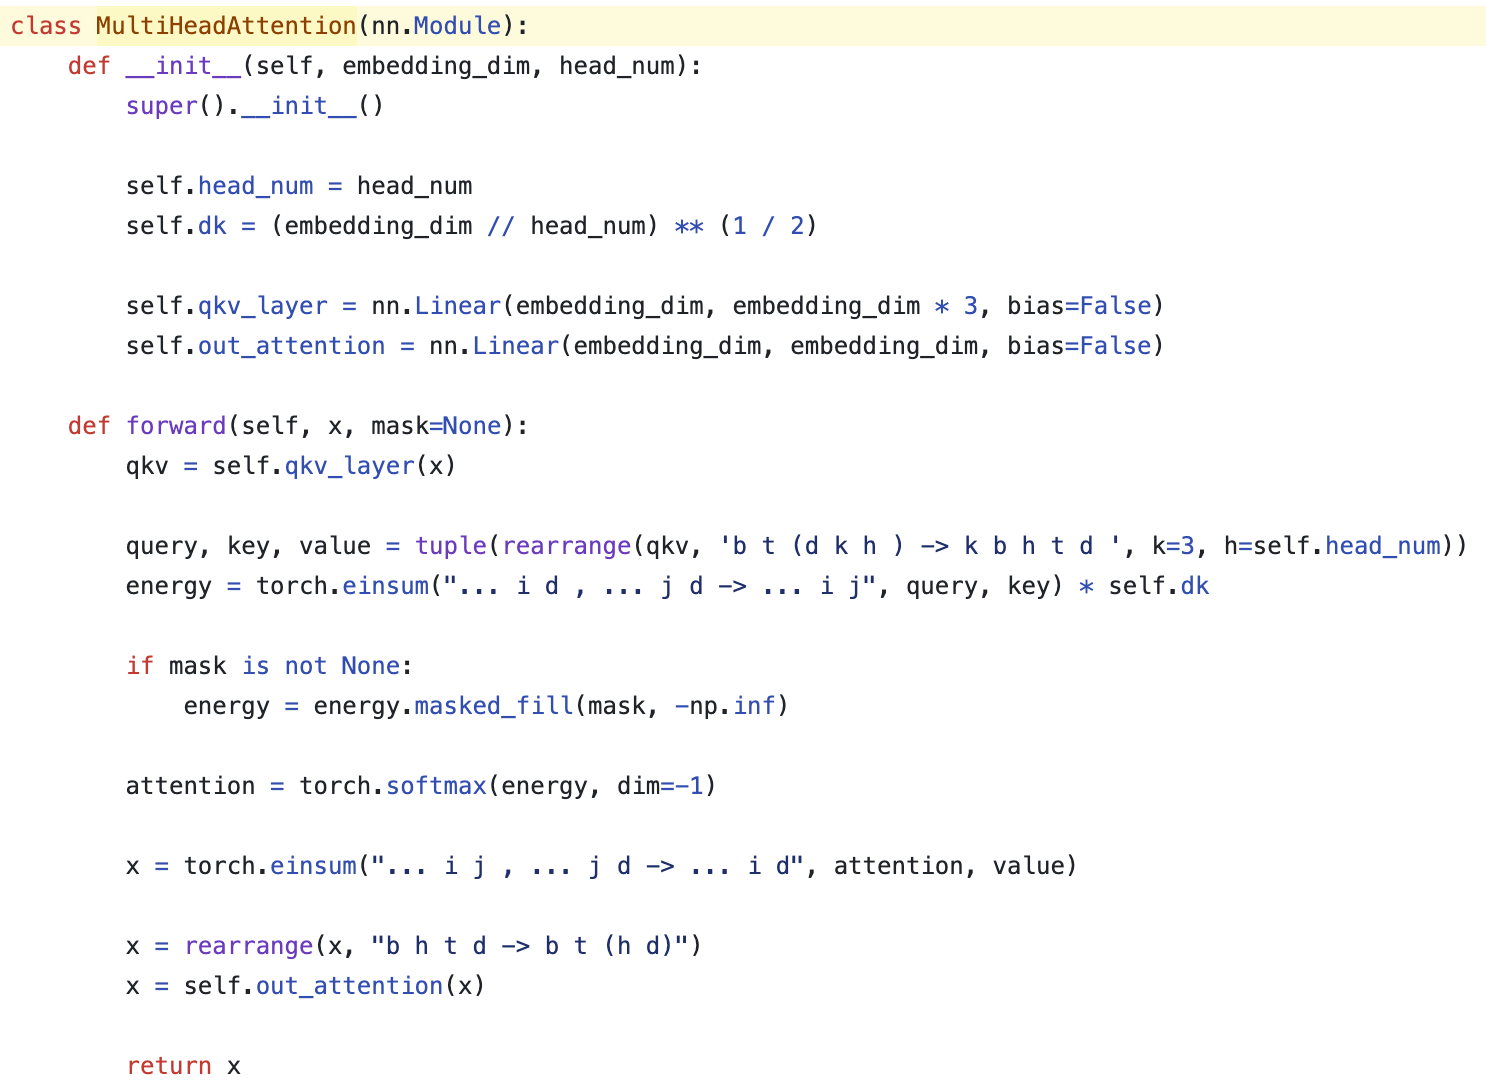 class MultiHeadAttention(nn.Module):
    def __init__(self, embedding_dim, head_num):
        super().__init__()

        self.head_num = head_num
        self.dk = (embedding_dim // head_num) ** (1 / 2)

        self.qkv_layer = nn.Linear(embedding_dim, embedding_dim * 3, bias=False)
        self.out_attention = nn.Linear(embedding_dim, embedding_dim, bias=False)

    def forward(self, x, mask=None):
        qkv = self.qkv_layer(x)

        query, key, value = tuple(rearrange(qkv, 'b t (d k h ) -> k b h t d ', k=3, h=self.head_num))
        energy = torch.einsum("... i d , ... j d -> ... i j", query, key) * self.dk

        if mask is not None:
            energy = energy.masked_fill(mask, -np.inf)

        attention = torch.softmax(energy, dim=-1)

        x = torch.einsum("... i j , ... j d -> ... i d", attention, value)

        x = rearrange(x, "b h t d -> b t (h d)")
        x = self.out_attention(x)

        return x